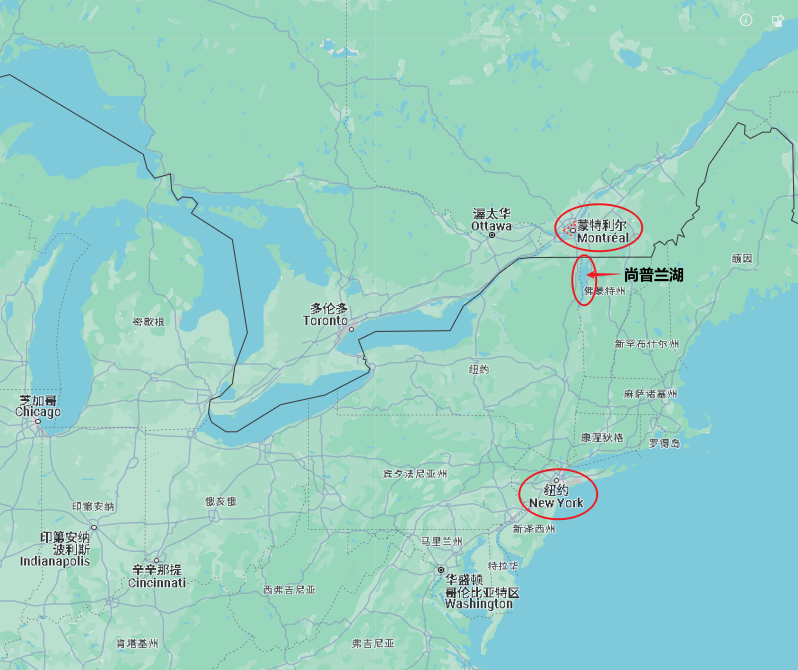 渥太华
Ottawa
蒙特利尔
Montréal
缅因
尚普兰湖
佛蒙特州
多伦多
Toronto
密歇根
新罕布什尔州
纽约
麻萨诸塞州
芝加哥
Chicago
康涅狄格
罗得岛
宾夕法尼亚州
纽约
New York
印第安纳
俄亥俄
新泽西州
印第安纳
波利斯
Indianapolis
马里兰州
特拉华
辛辛那提
Cincinnati
华盛顿
哥伦比亚特区
Washington
西弗吉尼亚
肯塔基州
弗吉尼亚